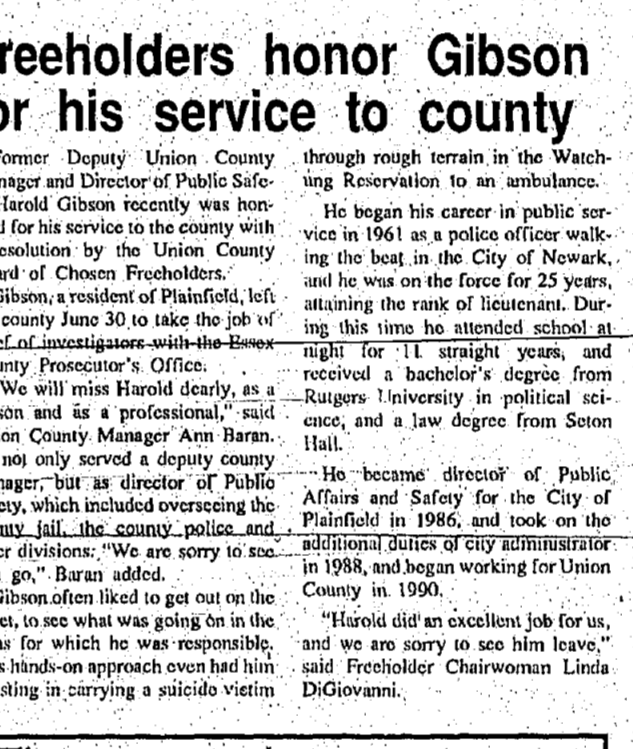 reeholders honor Gibson
or his service to county
ormer Deputy Union County
nager and Director of Public Safe-
Harold Gibson recently was hon-
d for his service to the county with
esolution by the Union County
ard of Chosen Freeholders.
Gibson, a resident of Plainfield, left
county June 30 to take the job of
ef of investigators with the Essex
unty Prosecutor's Office.
"We will miss Harold dearly, as a
son and as a professional," said
on County Manager Ann Baran.
not only served a deputy county
nager, but as director of Public
ety, which included overseeing the
nty jail, the county police and
er divisions. "We are sorry to see
go," Baran added.
Gibson often liked to get out on the
et, to see what was going on in the
as for which he was responsible,
s hands-on approach even had him
sting in carrying a suicide victim
through rough terrain in the Watch-
ung Reservation to an ambulance.
He began his career in public ser-
vice in 1961 as a police officer walk-
ing the beat in the City of Newark,
and he was on the force for 25 years,
attaining the rank of lieutenant. Dur-
ing this time he attended school at
night for 11 straight years, and
received a bachelor's degree from
Rutgers University in political sci-
ence, and a law degree from Seton
Hall.
He became director of Public
Affairs and Safety for the City of
Plainfield in 1986, and took on the
additional duties of city administrator
in 1988, and began working for Union
County in 1990.
"Harold did an excellent job for us,
and we are sorry to see him leave,"
said Freeholder Chairwoman Linda
DiGiovanni.